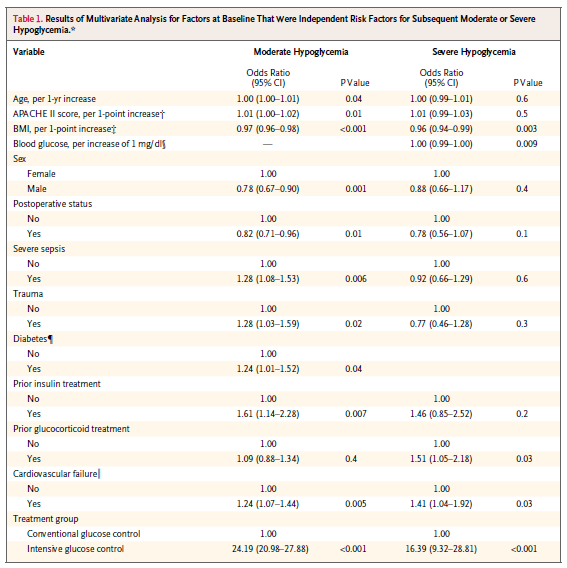 Table 1. Results of Multivariate Analysis for Factors at Baseline That Were Independent Risk Factors for Subsequent Moderate or Severe
Hypoglycemia.*
Variable Moderate Hypoglycemia Severe Hypoglycemia
Odds Ratio (95% CI) P Value Odds Ratio (95% CI) P Value
Age, per 1-yr increase 1.00 (1.00–1.01) 0.04 1.00 (0.99–1.01) 0.6
APACHE II score, per 1-point increase† 1.01 (1.00–1.02) 0.01 1.01 (0.99–1.03) 0.5
BMI, per 1-point increase‡ 0.97 (0.96–0.98) <0.001 0.96 (0.94–0.99) 0.003
Blood glucose, per increase of 1 mg/dl§ — 1.00 (0.99–1.00) 0.009
Sex
Female 1.00 1.00
Male 0.78 (0.67–0.90) 0.001 0.88 (0.66–1.17) 0.4
Postoperative status
No 1.00 1.00
Yes 0.82 (0.71–0.96) 0.01 0.78 (0.56–1.07) 0.1
Severe sepsis
No 1.00 1.00
Yes 1.28 (1.08–1.53) 0.006 0.92 (0.66–1.29) 0.6
Trauma
No 1.00 1.00
Yes 1.28 (1.03–1.59) 0.02 0.77 (0.46–1.28) 0.3
Diabetes¶
No 1.00
Yes 1.24 (1.01–1.52) 0.04
Prior insulin treatment
No 1.00 1.00
Yes 1.61 (1.14–2.28) 0.007 1.46 (0.85–2.52) 0.2
Prior glucocorticoid treatment
No 1.00 1.00
Yes 1.09 (0.88–1.34) 0.4 1.51 (1.05–2.18) 0.03
Cardiovascular failure‖
No 1.00 1.00
Yes 1.24 (1.07–1.44) 0.005 1.41 (1.04–1.92) 0.03
Treatment group
Conventional glucose control 1.00 1.00
Intensive glucose control 24.19 (20.98–27.88) <0.001 16.39 (9.32–28.81) <0.001